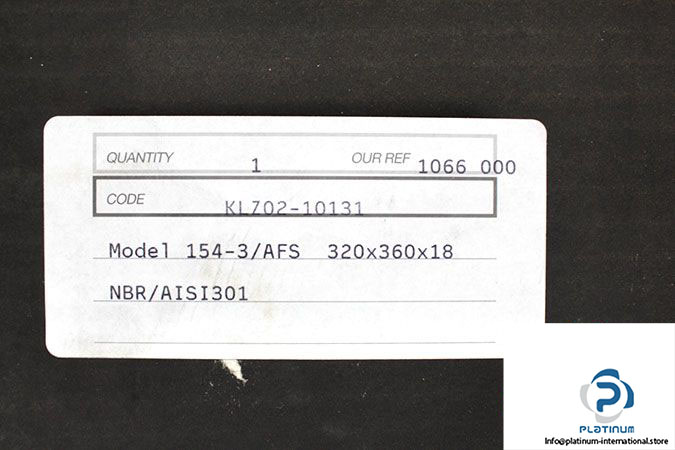 QUANTITY 1 OUR REF 1066 000
CODE KLZ02-10131
Model 154-3/AFS 320x360x18
NBR/AISI301
PLATINUM
Info@platinum-international.store